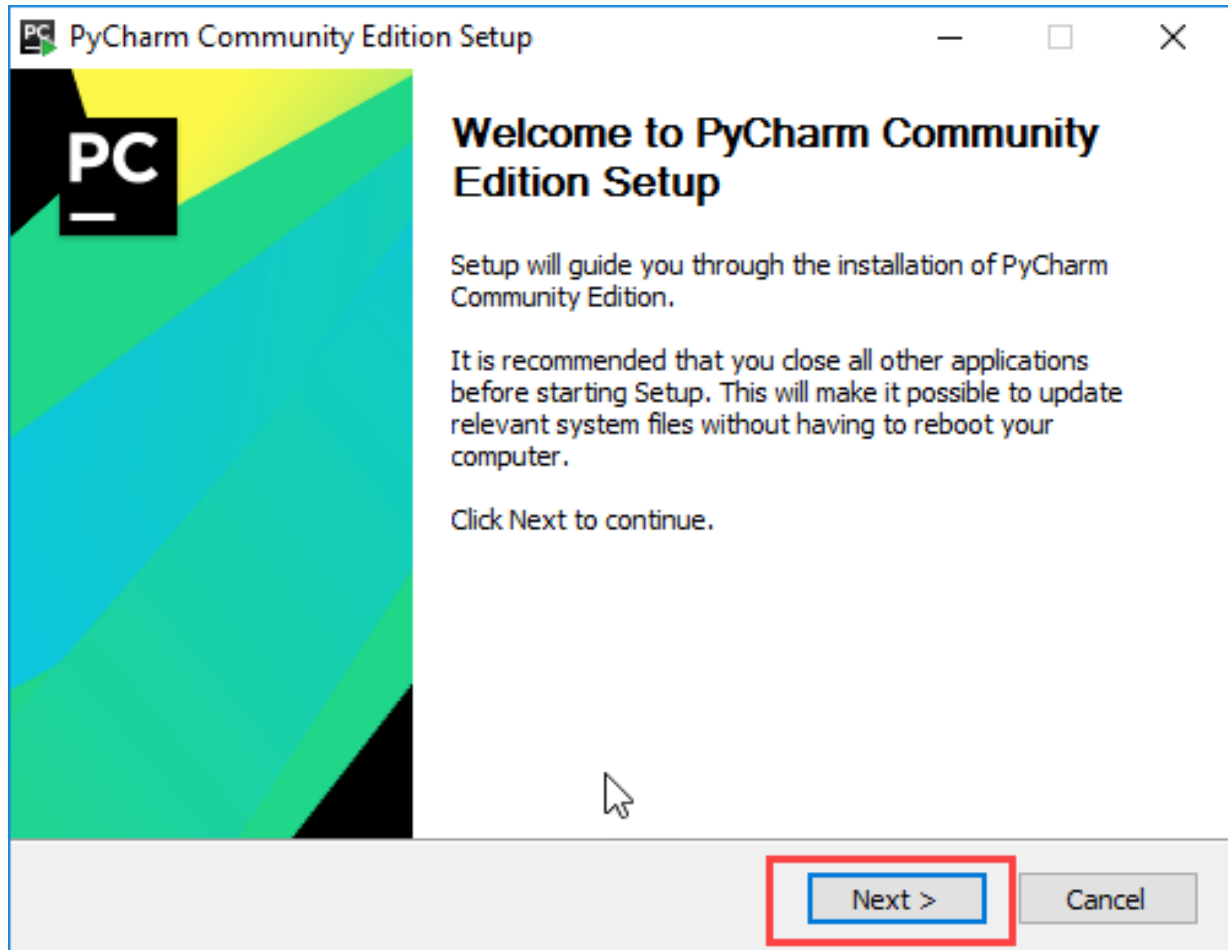 PC PyCharm Community Edition Setup
PC
Welcome to PyCharm Community
Edition Setup
Setup will guide you through the installation of PyCharm
Community Edition.
It is recommended that you close all other applications
before starting Setup. This will make it possible to update
relevant system files without having to reboot your
computer.
Click Next to continue.
Next >
Cancel